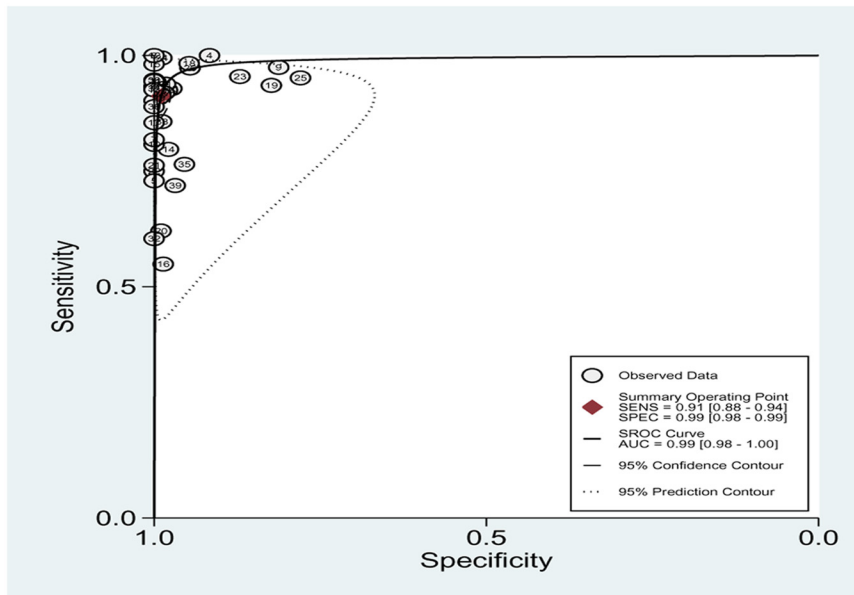 1.0
0.5
0.0
Sensitivity
1.0 0.5 0.0
Specificity
4
9
23
19
25
14
35
39
20
32
16
Observed Data
Summary Operating Point
SENS = 0.91 [0.88 - 0.94]
SPEC = 0.99 [0.98 - 0.99]
SROC Curve
AUC = 0.99 [0.98 - 1.00]
95% Confidence Contour
95% Prediction Contour